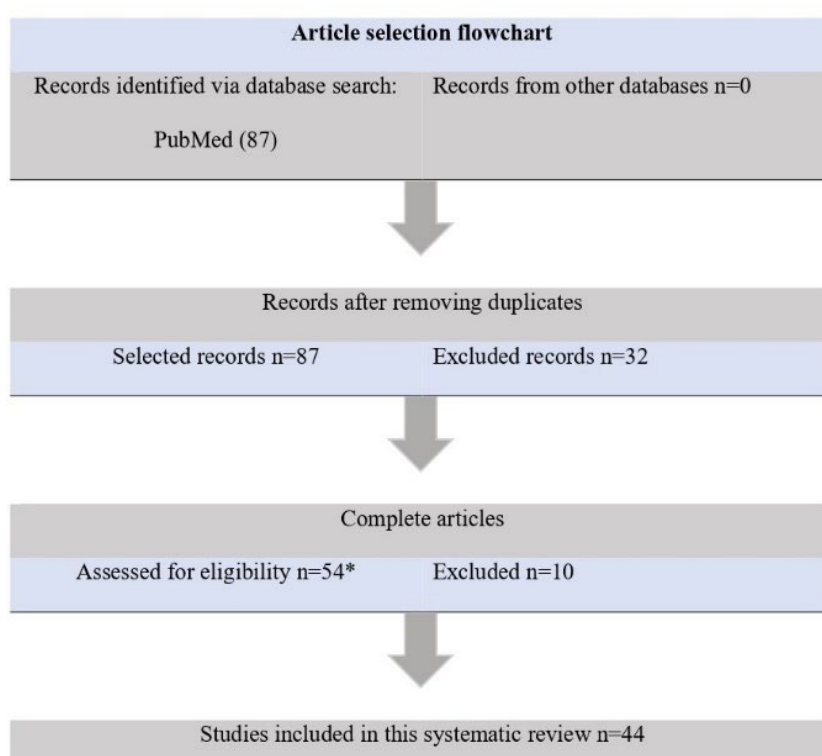 Article selection flowchart
Records identified via database search:
PubMed (87)
Records from other databases n=0
Records after removing duplicates
Selected records n=87
Excluded records n=32
Complete articles
Assessed for eligibility n=54*
Excluded n=10
Studies included in this systematic review n=44